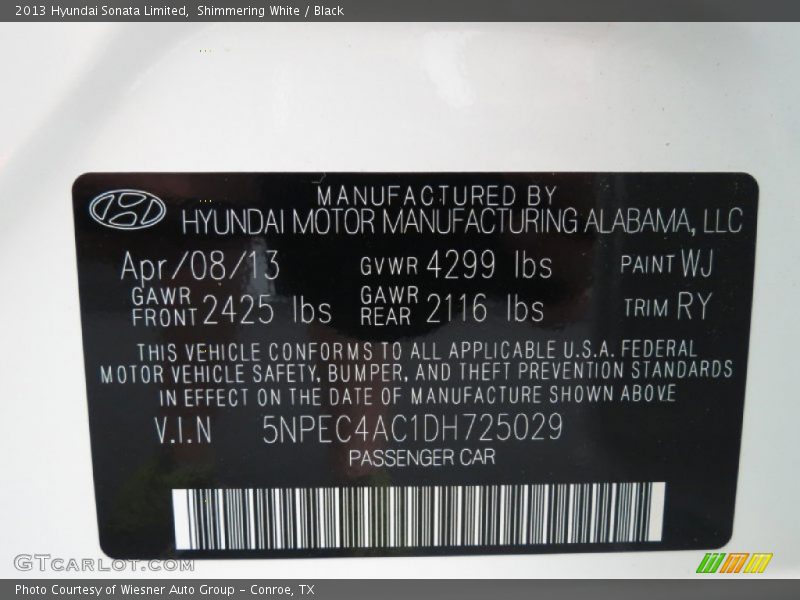 2013 Hyundai Sonata Limited,  Shimmering White / Black
MANUFACTURED BY
HYUNDAI MOTOR MANUFACTURING ALABAMA, LLC
Apr/08/13 GVWR 4299 lbs PAINT WJ
GAWR FRONT 2425 lbs GAWR REAR 2116 lbs TRIM RY
THIS VEHICLE CONFORMS TO ALL APPLICABLE U.S.A. FEDERAL
MOTOR VEHICLE SAFETY, BUMPER, AND THEFT PREVENTION STANDARDS
IN EFFECT ON THE DATE OF MANUFACTURE SHOWN ABOVE
V.I.N 5NPEC4AC1DH725029
PASSENGER CAR
GTCarLot.com
Photo Courtesy of Wiesner Auto Group - Conroe, TX